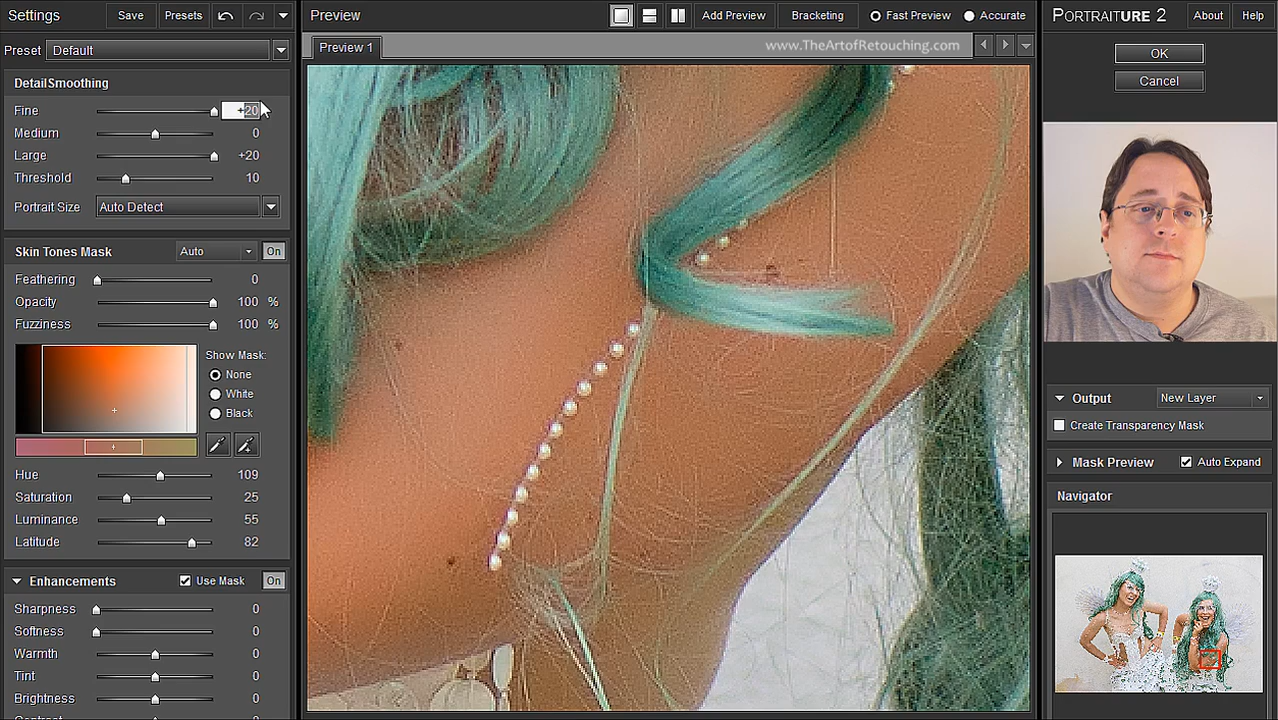 Settings Save Presets
Preset Default
DetailSmoothing
Fine +20
Medium 0
Large +20
Threshold 10
Portrait Size Auto Detect
Skin Tones Mask Auto On
Feathering 0
Opacity 100 %
Fuzziness 100 %
Show Mask:
None
White
Black
Hue 109
Saturation 25
Luminance 55
Latitude 82
Enhancements Use Mask On
Sharpness 0
Softness 0
Warmth 0
Tint 0
Brightness 0
Contrast 0
Preview Add Preview Bracketing Fast Preview Accurate
Preview 1 www.TheArtofRetouching.com
PORTRAITURE 2 About Help
OK
Cancel
Output New Layer
Create Transparency Mask
Mask Preview Auto Expand
Navigator